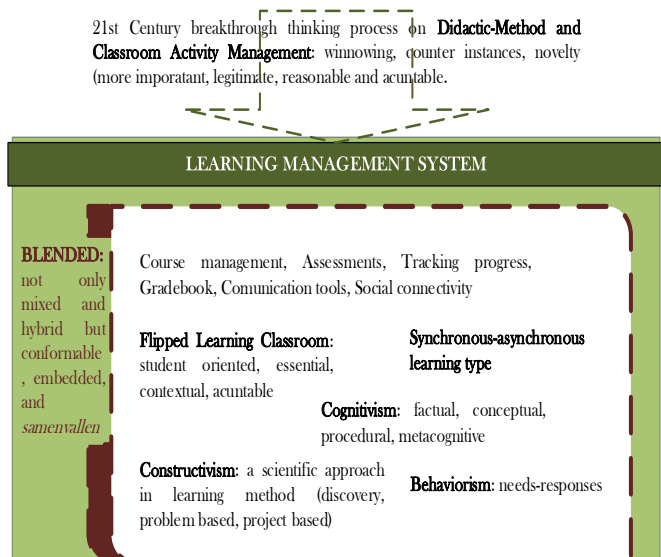 21st Century breakthrough thinking process on Didactic-Method and
Classroom Activity Management: winnowing, counter instances, novelty
(more imporatant, legitimate, reasonable and acuntable.
LEARNING MANAGEMENT SYSTEM
BLENDED:
not only
mixed and
hybrid but
conformable
, embedded,
and
samenvallen
Course management, Assessments, Tracking progress,
Gradebook, Comunication tools, Social connectivity
Flipped Learning Classroom:
student oriented, essential,
contextual, acuntable
Synchronous-asynchronous
learning type
Cognitivism: factual, conceptual,
procedural, metacognitive
Constructivism: a scientific approach
in learning method (discovery,
problem based, project based)
Behaviorism: needs-responses